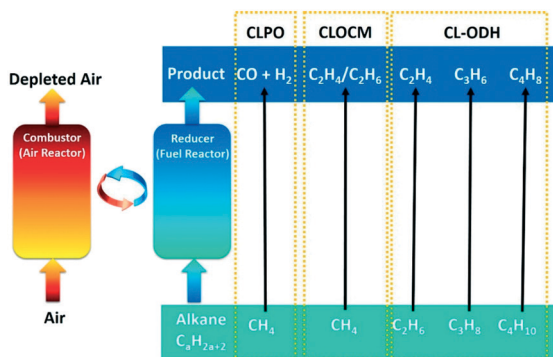 CLPO CLOCM CL-ODH
Depleted Air Product CO + H₂ C₂H₄/C₂H₆ C₂H₄ C₃H₆ C₄H₈
Combustor
(Air Reactor)
Reducer
(Fuel Reactor)
Air
Alkane
CₐH₂ₐ₊₂
CH₄ CH₄ C₂H₆ C₃H₈ C₄H₁₀